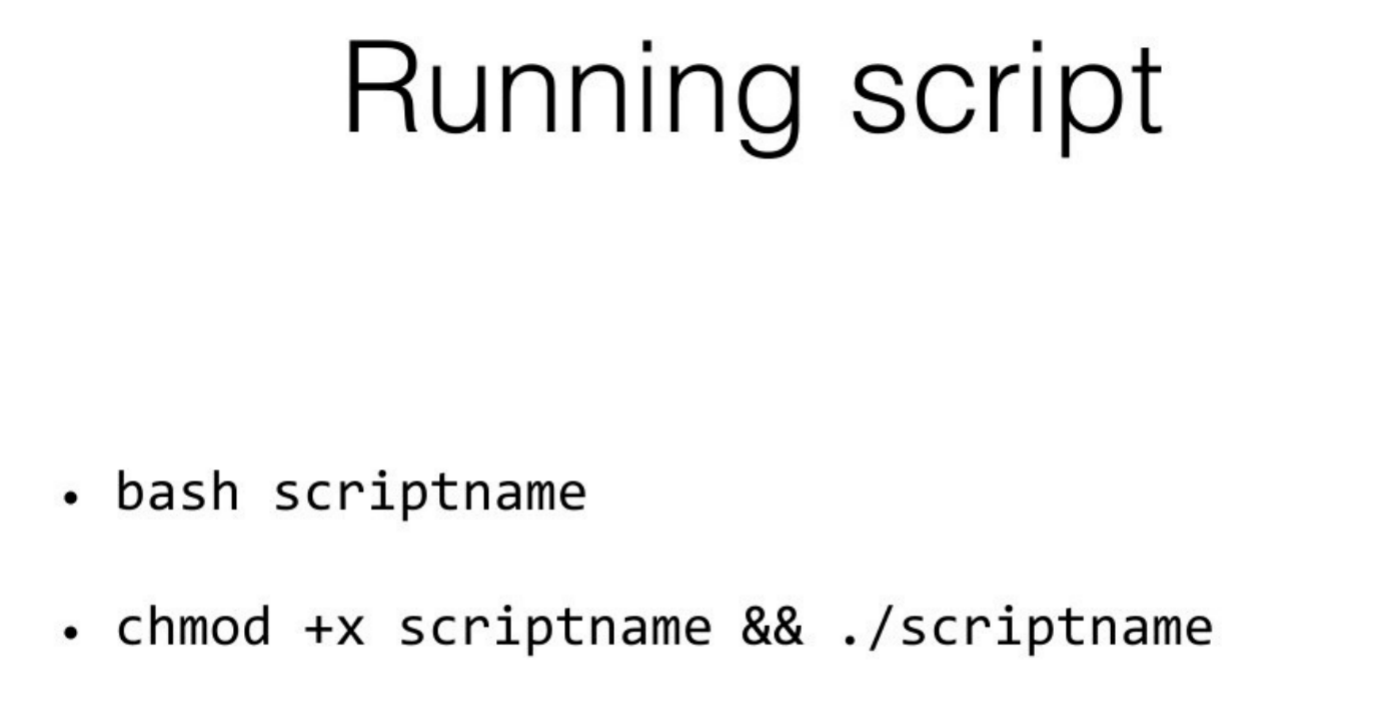 Running script
• bash scriptname
• chmod +x scriptname && ./scriptname